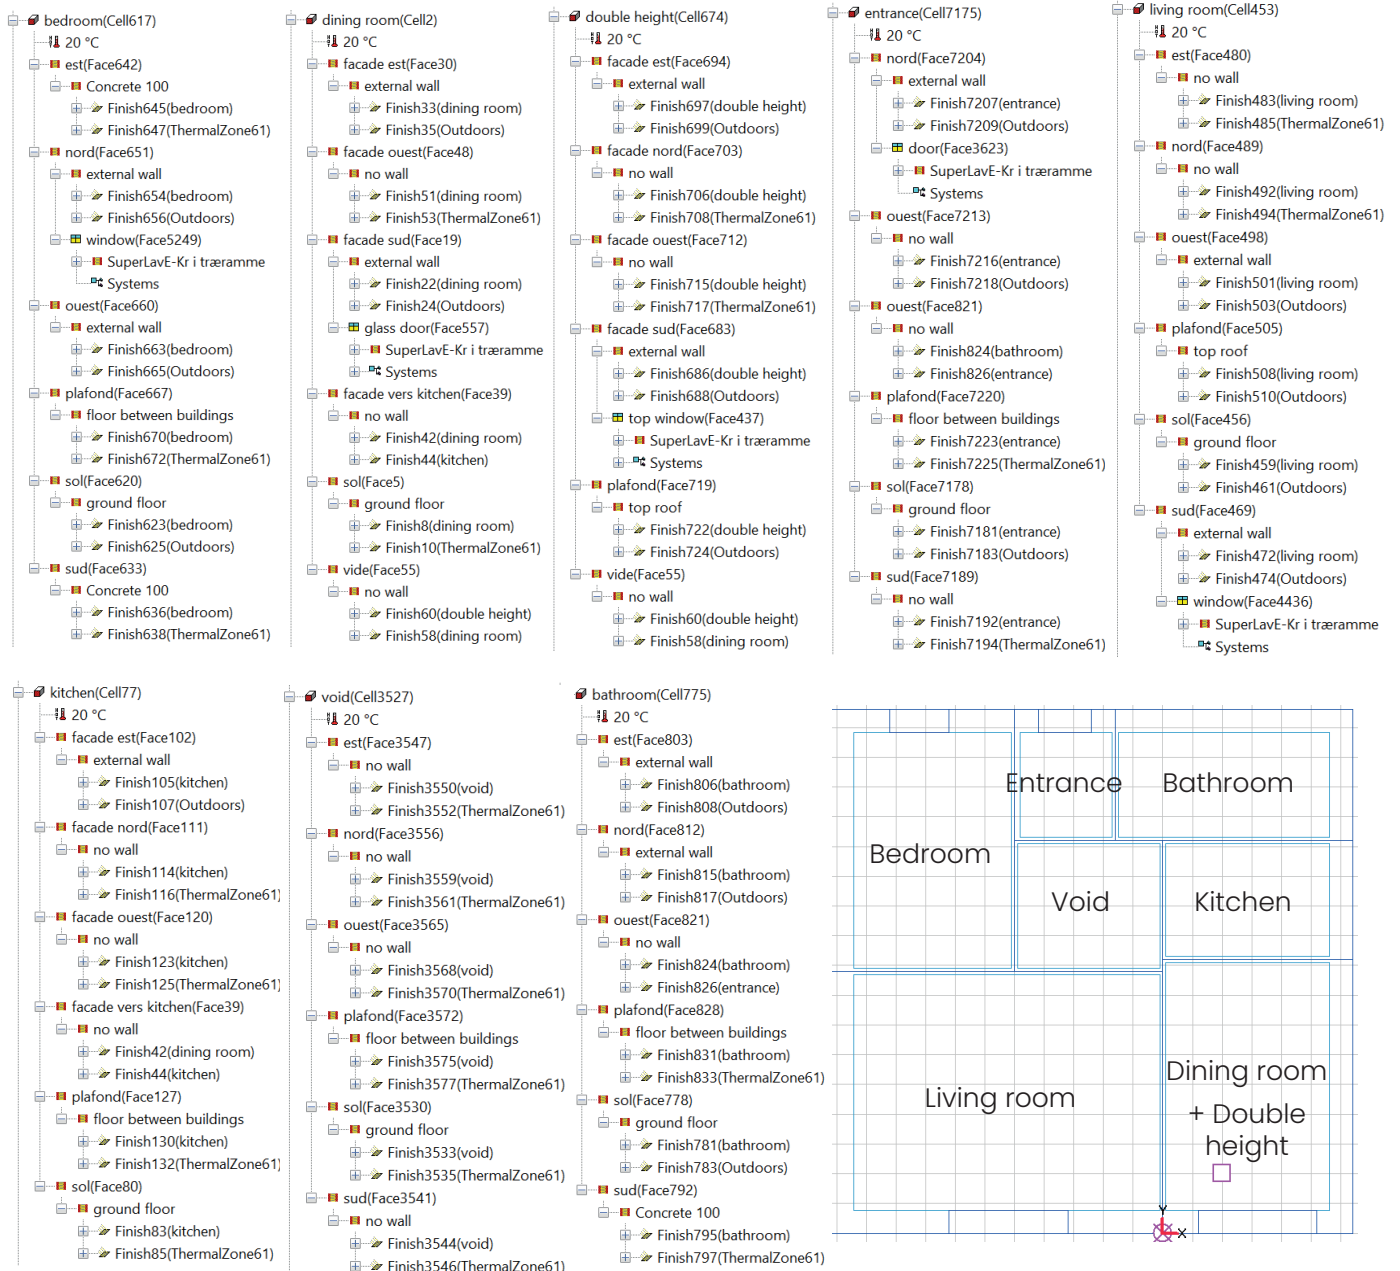 bedroom(Cell617)
20 °C
est(Face642)
Concrete 100
Finish645(bedroom)
Finish647(ThermalZone61)
nord(Face651)
external wall
Finish654(bedroom)
Finish656(Outdoors)
window(Face5249)
SuperLavE-Kr i træramme
Systems
ouest(Face660)
external wall
Finish663(bedroom)
Finish665(Outdoors)
plafond(Face667)
floor between buildings
Finish670(bedroom)
Finish672(ThermalZone61)
sol(Face620)
ground floor
Finish623(bedroom)
Finish625(Outdoors)
sud(Face633)
Concrete 100
Finish636(bedroom)
Finish638(ThermalZone61)
dining room(Cell2)
20 °C
facade est(Face30)
external wall
Finish33(dining room)
Finish35(Outdoors)
facade ouest(Face48)
no wall
Finish51(dining room)
Finish53(ThermalZone61)
facade sud(Face19)
external wall
Finish22(dining room)
Finish24(Outdoors)
glass door(Face557)
SuperLavE-Kr i træramme
Systems
facade vers kitchen(Face39)
no wall
Finish42(dining room)
Finish44(kitchen)
sol(Face5)
ground floor
Finish8(dining room)
Finish10(ThermalZone61)
vide(Face55)
no wall
Finish60(double height)
Finish58(dining room)
double height(Cell674)
20 °C
facade est(Face694)
external wall
Finish697(double height)
Finish699(Outdoors)
facade nord(Face703)
no wall
Finish706(double height)
Finish708(ThermalZone61)
facade ouest(Face712)
no wall
Finish715(double height)
Finish717(ThermalZone61)
facade sud(Face683)
external wall
Finish686(double height)
Finish688(Outdoors)
top window(Face437)
SuperLavE-Kr i træramme
Systems
plafond(Face719)
top roof
Finish722(double height)
Finish724(Outdoors)
vide(Face55)
no wall
Finish60(double height)
Finish58(dining room)
entrance(Cell7175)
20 °C
nord(Face7204)
external wall
Finish7207(entrance)
Finish7209(Outdoors)
door(Face3623)
SuperLavE-Kr i træramme
Systems
ouest(Face7213)
no wall
Finish7216(entrance)
Finish7218(Outdoors)
ouest(Face821)
no wall
Finish824(bathroom)
Finish826(entrance)
plafond(Face7220)
floor between buildings
Finish7223(entrance)
Finish7225(ThermalZone61)
sol(Face7178)
ground floor
Finish7181(entrance)
Finish7183(Outdoors)
sud(Face7189)
no wall
Finish7192(entrance)
Finish7194(ThermalZone61)
living room(Cell453)
20 °C
est(Face480)
no wall
Finish483(living room)
Finish485(ThermalZone61)
nord(Face489)
no wall
Finish492(living room)
Finish494(ThermalZone61)
ouest(Face498)
external wall
Finish501(living room)
Finish503(Outdoors)
plafond(Face505)
top roof
Finish508(living room)
Finish510(Outdoors)
sol(Face456)
ground floor
Finish459(living room)
Finish461(Outdoors)
sud(Face469)
external wall
Finish472(living room)
Finish474(Outdoors)
window(Face4436)
SuperLavE-Kr i træramme
Systems
kitchen(Cell77)
20 °C
facade est(Face102)
external wall
Finish105(kitchen)
Finish107(Outdoors)
facade nord(Face111)
no wall
Finish114(kitchen)
Finish116(ThermalZone61)
facade ouest(Face120)
no wall
Finish123(kitchen)
Finish125(ThermalZone61)
facade vers kitchen(Face39)
no wall
Finish42(dining room)
Finish44(kitchen)
plafond(Face127)
floor between buildings
Finish130(kitchen)
Finish132(ThermalZone61)
sol(Face80)
ground floor
Finish83(kitchen)
Finish85(ThermalZone61)
void(Cell3527)
20 °C
est(Face3547)
no wall
Finish3550(void)
Finish3552(ThermalZone61)
nord(Face3556)
no wall
Finish3559(void)
Finish3561(ThermalZone61)
ouest(Face3565)
no wall
Finish3568(void)
Finish3570(ThermalZone61)
plafond(Face3572)
floor between buildings
Finish3575(void)
Finish3577(ThermalZone61)
sol(Face3530)
ground floor
Finish3533(void)
Finish3535(ThermalZone61)
sud(Face3541)
no wall
Finish3544(void)
Finish3546(ThermalZone61)
bathroom(Cell775)
20 °C
est(Face803)
external wall
Finish806(bathroom)
Finish808(Outdoors)
nord(Face812)
external wall
Finish815(bathroom)
Finish817(Outdoors)
ouest(Face821)
no wall
Finish824(bathroom)
Finish826(entrance)
plafond(Face828)
floor between buildings
Finish831(bathroom)
Finish833(ThermalZone61)
sol(Face778)
ground floor
Finish781(bathroom)
Finish783(Outdoors)
sud(Face792)
Concrete 100
Finish795(bathroom)
Finish797(ThermalZone61)
Entrance
Bathroom
Bedroom
Void
Kitchen
Living room
Dining room
+ Double
height
Y
X